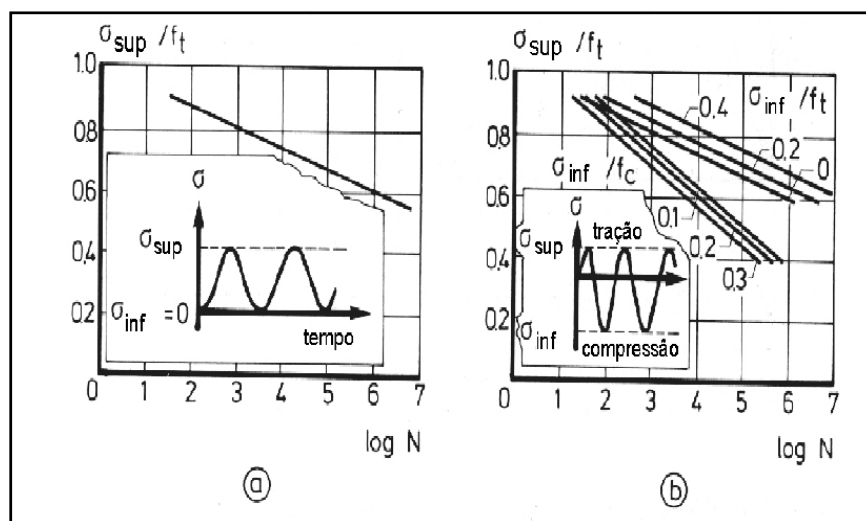 σsup /ft
1.0
0.8
0.6
0.4
0.2
0 1 2 3 4 5 6 7
log N
σ
σsup
σinf =0
tempo
a
σsup /ft
1.0
0.8
0.6
0.4
0.2
0 1 2 3 4 5 6 7
log N
σinf /ft
0.4
0.2
0
σinf /fc
0.1
0.2
0.3
σ
tração
σsup
σinf
compressão
b